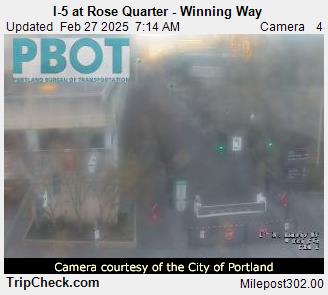 I-5 at Rose Quarter - Winning Way
Updated Feb 27 2025 7:14 AM Camera 4
PBOT
PORTLAND BUREAU OF TRANSPORTATION
Camera courtesy of the City of Portland
TripCheck.com Milepost302.00